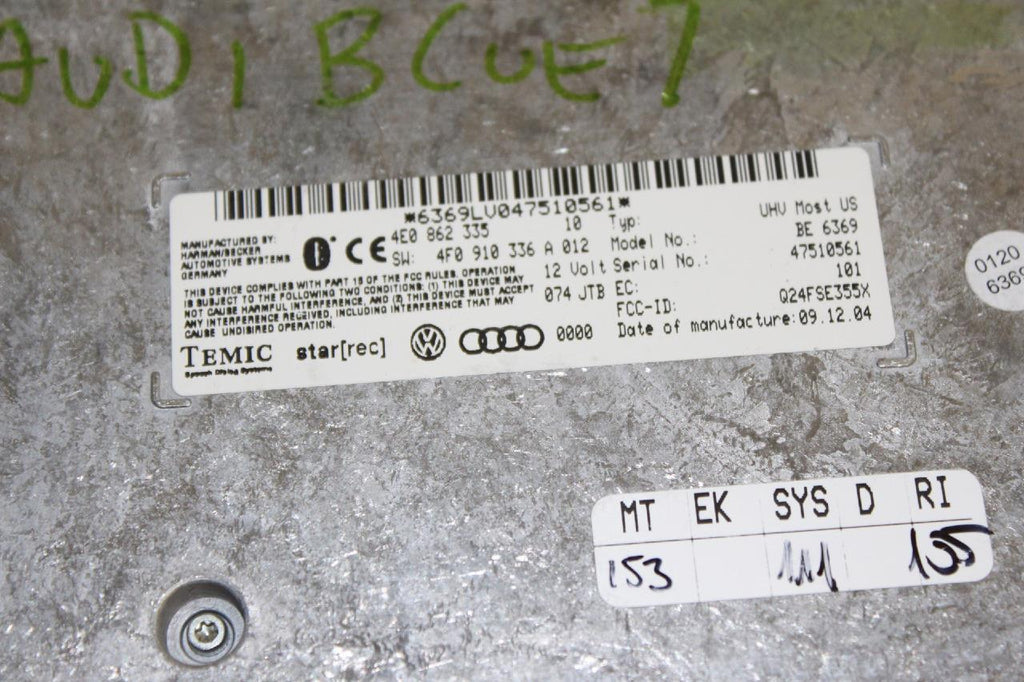 AUDI BCUE7
*6369LV047510561*
MANUFACTURED BY:
HARMAN/BECKER
AUTOMOTIVE SYSTEMS
GERMANY
CE
4E0 862 335 10
SW: 4F0 910 336 A 012
12 Volt
074 JTB
Typ: UHV Most US
Model No.: BE 6369
Serial No.: 47510561
EC: 101
FCC-ID: Q24FSE355X
Date of manufacture:09.12.04
THIS DEVICE COMPLIES WITH PART 15 OF THE FCC RULES. OPERATION
IS SUBJECT TO THE FOLLOWING TWO CONDITIONS: (1) THIS DEVICE MAY
NOT CAUSE HARMFUL INTERFERENCE, AND (2) THIS DEVICE MUST ACCEPT
ANY INTERFERENCE RECEIVED, INCLUDING INTERFERENCE THAT MAY
CAUSE UNDISIRED OPERATION.
TEMIC
Speech Dialog Systems
star[rec]
0000
0120
6369
MT EK SYS D RI
153 155